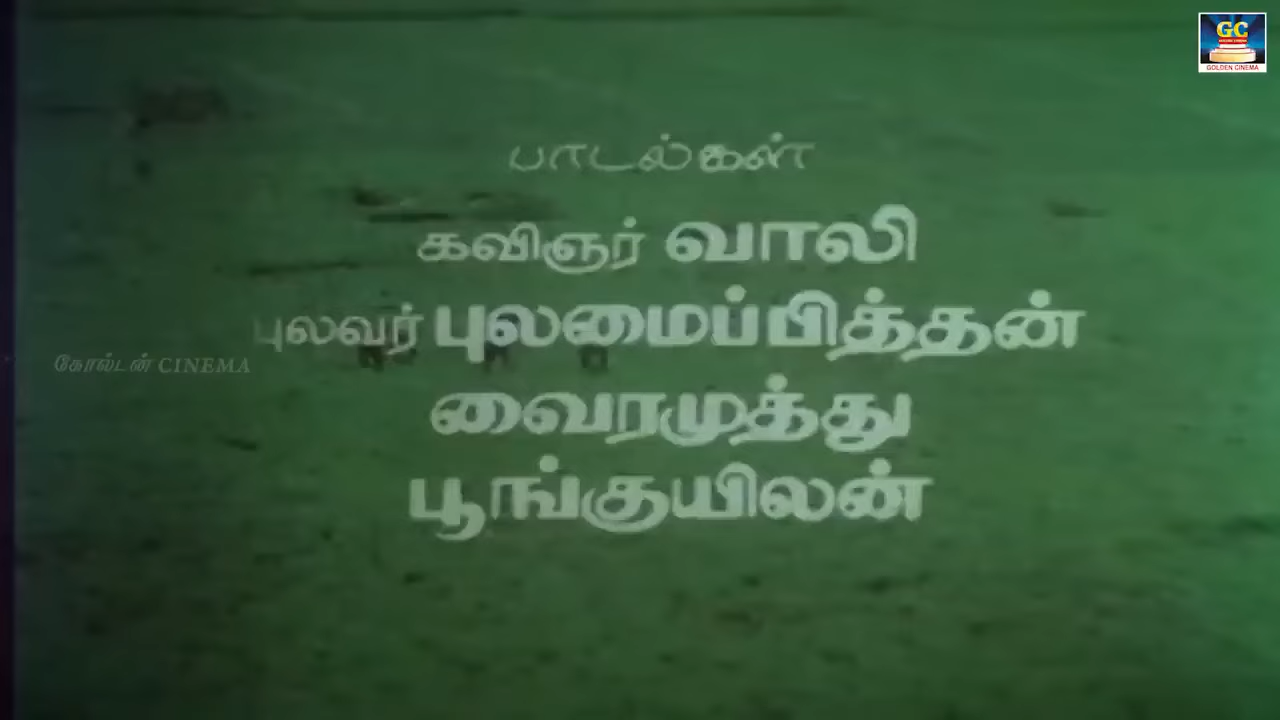 GC
GOLDEN CINEMA
பாடல்கள்
கவிஞர் வாலி
புலவர் புலமைப்பித்தன்
கோல்டன் CINEMA
வைரமுத்து
பூங்குயிலன்